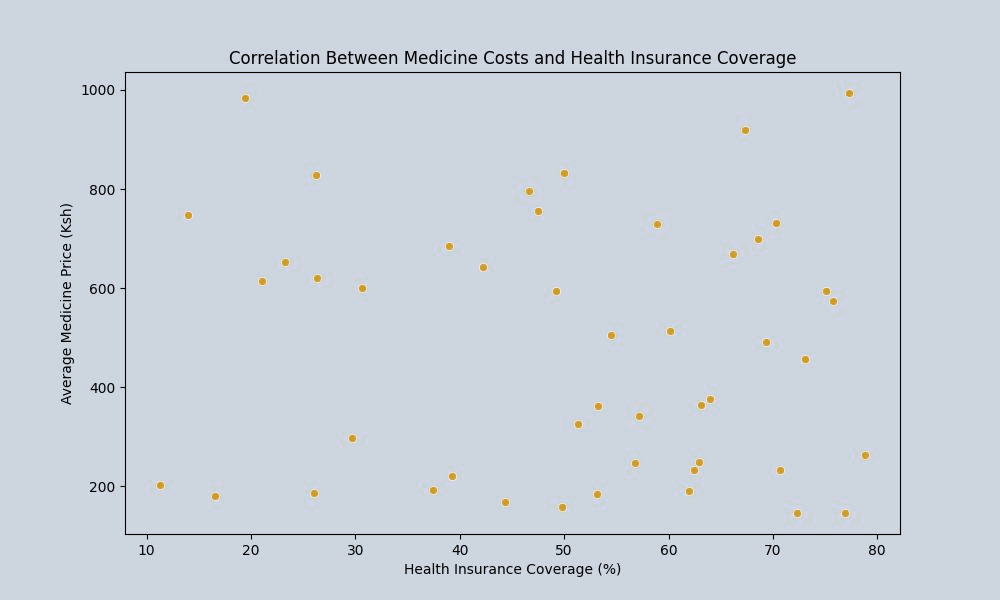 Correlation Between Medicine Costs and Health Insurance Coverage
Average Medicine Price (Ksh)
1000
800
600
400
200
10 20 30 40 50 60 70 80
Health Insurance Coverage (%)